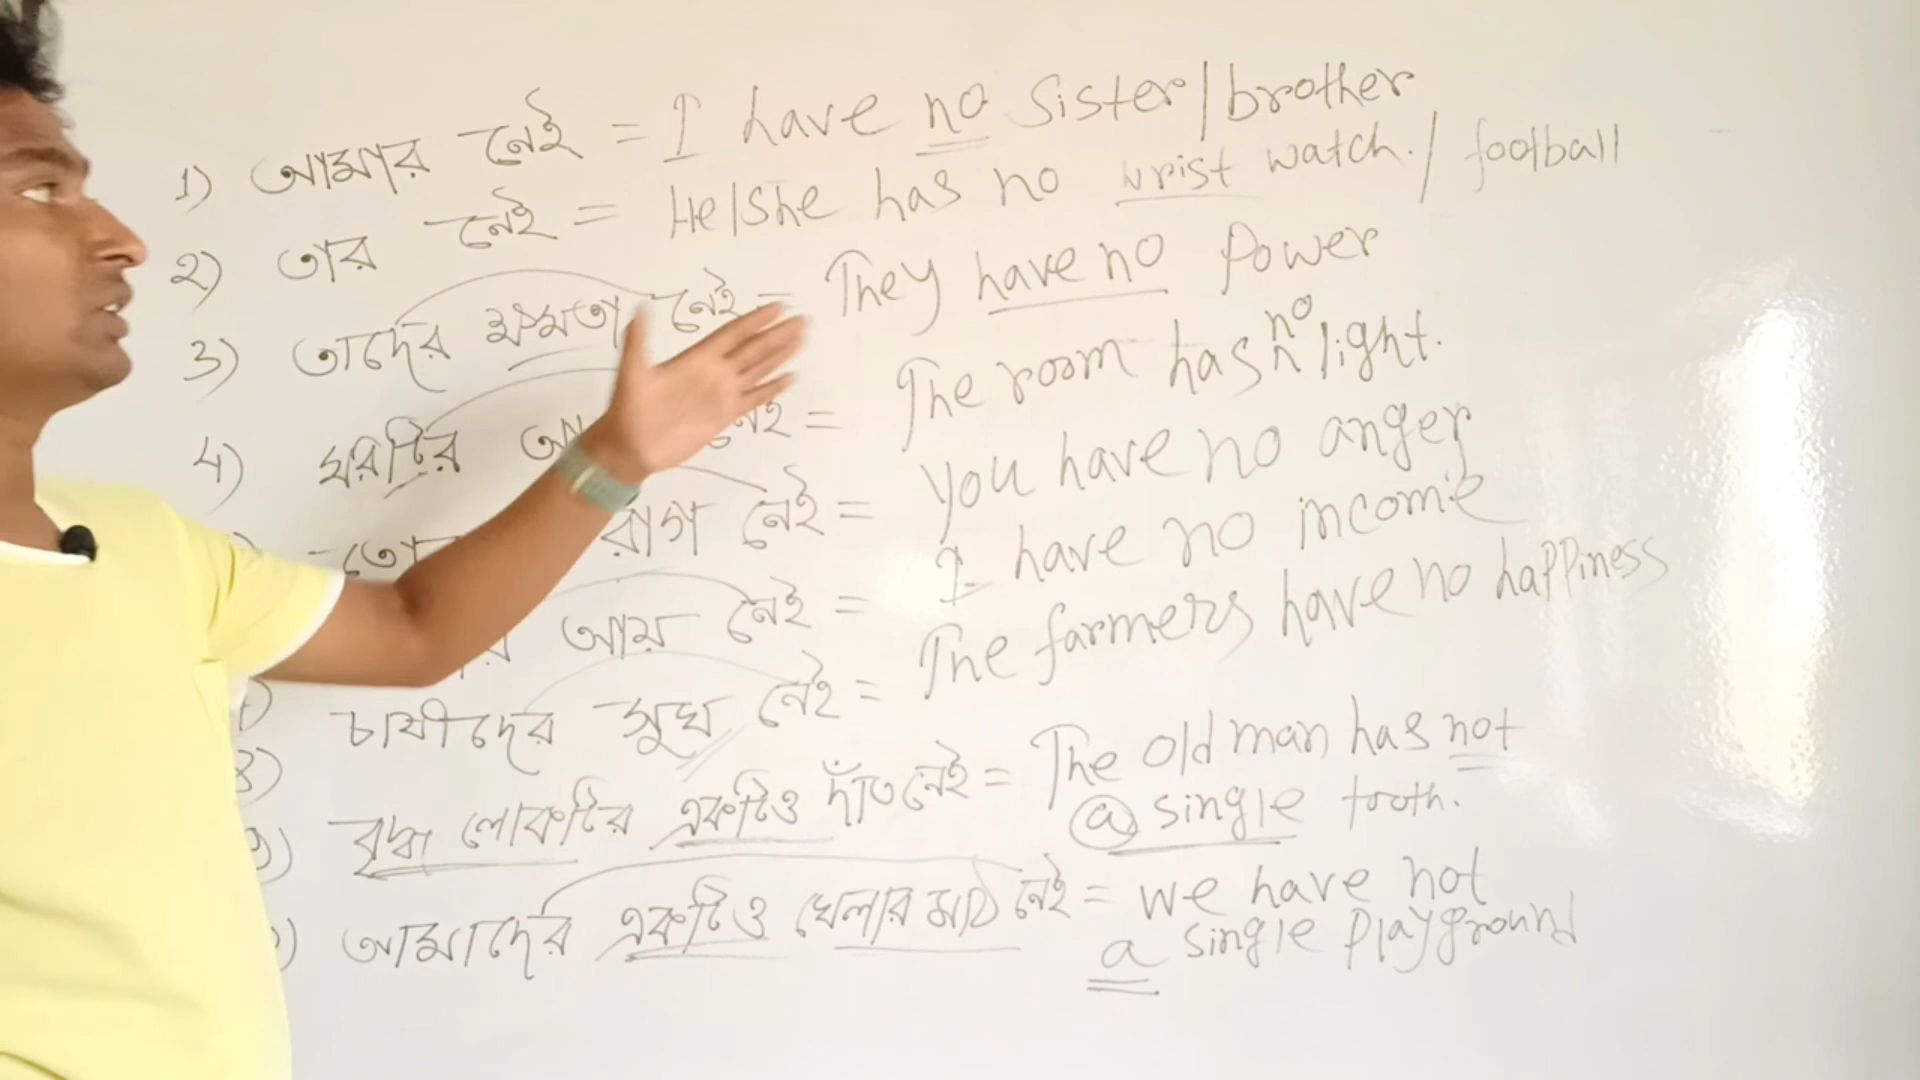 1) আমার নেই = I have no sister/brother
2) তার নেই = He/she has no wrist watch./ football
3) তাদের ক্ষমতা নেই = They have no power
4) ঘরটির নেই = The room has no light.
রাগ নেই = you have no anger
আয় নেই = I have no income
চাষীদের সুখ নেই = The farmers have no happiness
8)
বৃদ্ধ লোকটির একটিও দাঁত নেই = The old man has not
a single tooth.
আমাদের একটিও খেলার মাঠ নেই = we have not
a single playground